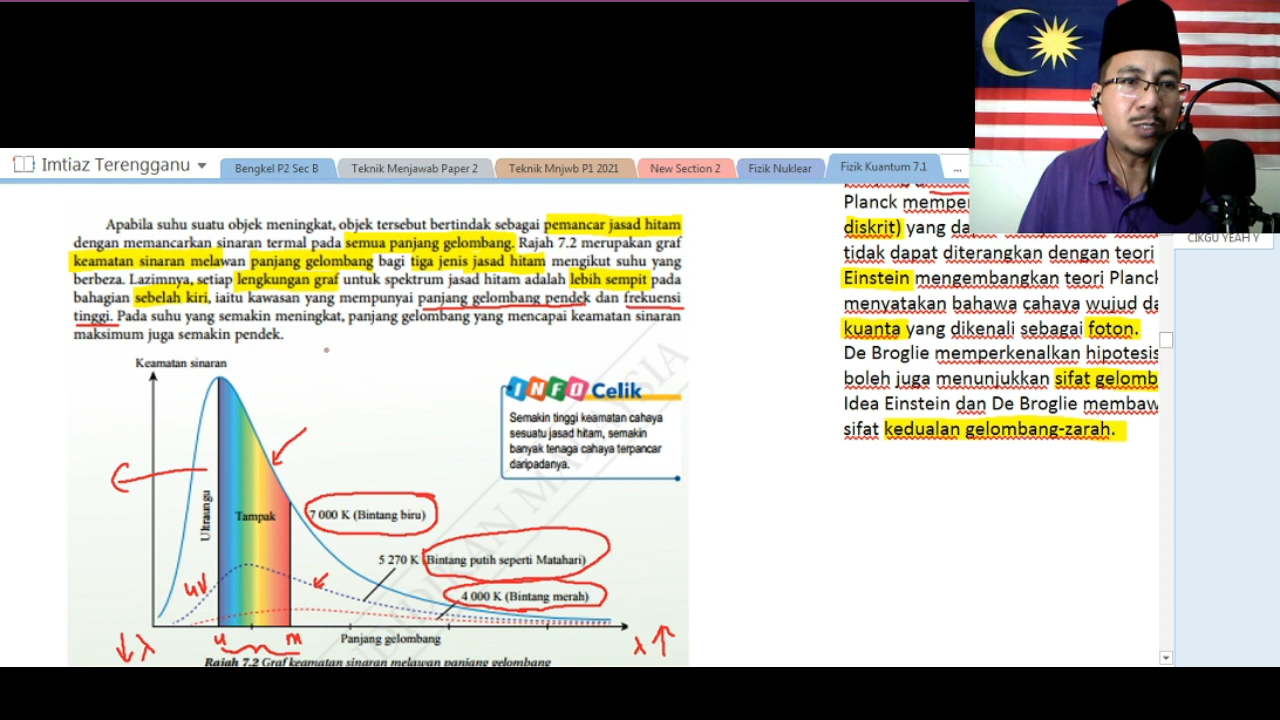 Imtiaz Terengganu
Bengkel P2 Sec B
Teknik Menjawab Paper 2
Teknik Mnjwb P1 2021
New Section 2
Fizik Nuklear
Fizik Kuantum 7.1
...
Apabila suhu suatu objek meningkat, objek tersebut bertindak sebagai pemancar jasad hitam
dengan memancarkan sinaran termal pada semua panjang gelombang. Rajah 7.2 merupakan graf
keamatan sinaran melawan panjang gelombang bagi tiga jenis jasad hitam mengikut suhu yang
berbeza. Lazimnya, setiap lengkungan graf untuk spektrum jasad hitam adalah lebih sempit pada
bahagian sebelah kiri, iaitu kawasan yang mempunyai panjang gelombang pendek dan frekuensi
tinggi. Pada suhu yang semakin meningkat, panjang gelombang yang mencapai keamatan sinaran
maksimum juga semakin pendek.
Keamatan sinaran
Ultraungu
Tampak
7 000 K (Bintang biru)
5 270 K (Bintang putih seperti Matahari)
4 000 K (Bintang merah)
uv
u m
↓λ
λ↑
Panjang gelombang
Rajah 7.2 Graf keamatan sinaran melawan panjang gelombang
INFO Celik
Semakin tinggi keamatan cahaya
sesuatu jasad hitam, semakin
banyak tenaga cahaya terpancar
daripadanya.
Planck memper
diskrit) yang da
tidak dapat diterangkan dengan teori
Einstein mengembangkan teori Planck
menyatakan bahawa cahaya wujud da
kuanta yang dikenali sebagai foton.
De Broglie memperkenalkan hipotesis
boleh juga menunjukkan sifat gelomb
Idea Einstein dan De Broglie membaw
sifat kedualan gelombang-zarah.
CIKGU YEAH Y